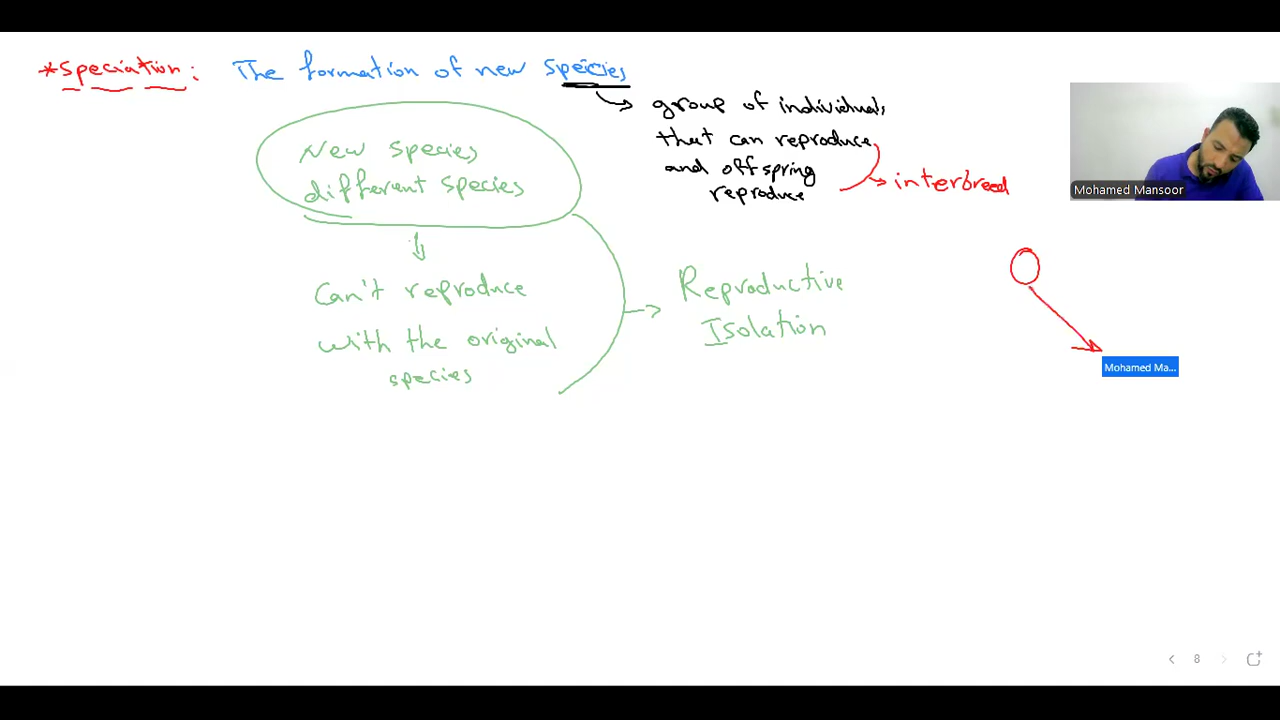 *Speciation: The formation of new species
group of individuals
that can reproduce
and offspring
reproduce
interbreed
New species
different species
Can't reproduce
with the original
species
Reproductive
Isolation
Mohamed Mansoor
Mohamed Ma...
8